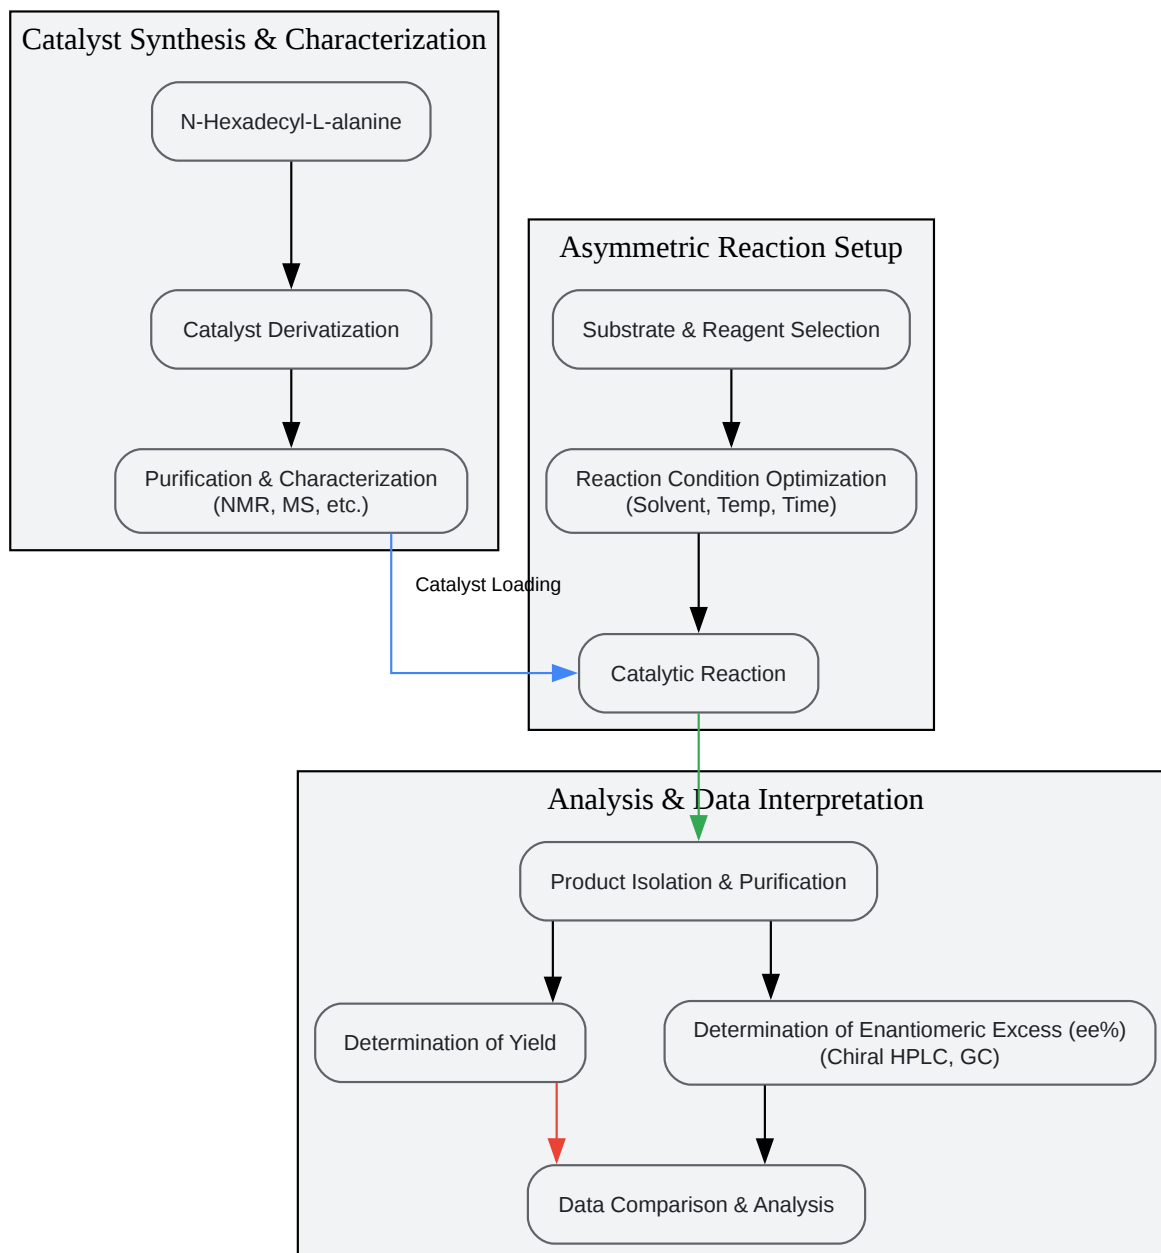 Catalyst Synthesis & Characterization
N-Hexadecyl-L-alanine
Catalyst Derivatization
Purification & Characterization
(NMR, MS, etc.)
Catalyst Loading
Asymmetric Reaction Setup
Substrate & Reagent Selection
Reaction Condition Optimization
(Solvent, Temp, Time)
Catalytic Reaction
Analysis & Data Interpretation
Product Isolation & Purification
Determination of Yield
Determination of Enantiomeric Excess (ee%)
(Chiral HPLC, GC)
Data Comparison & Analysis